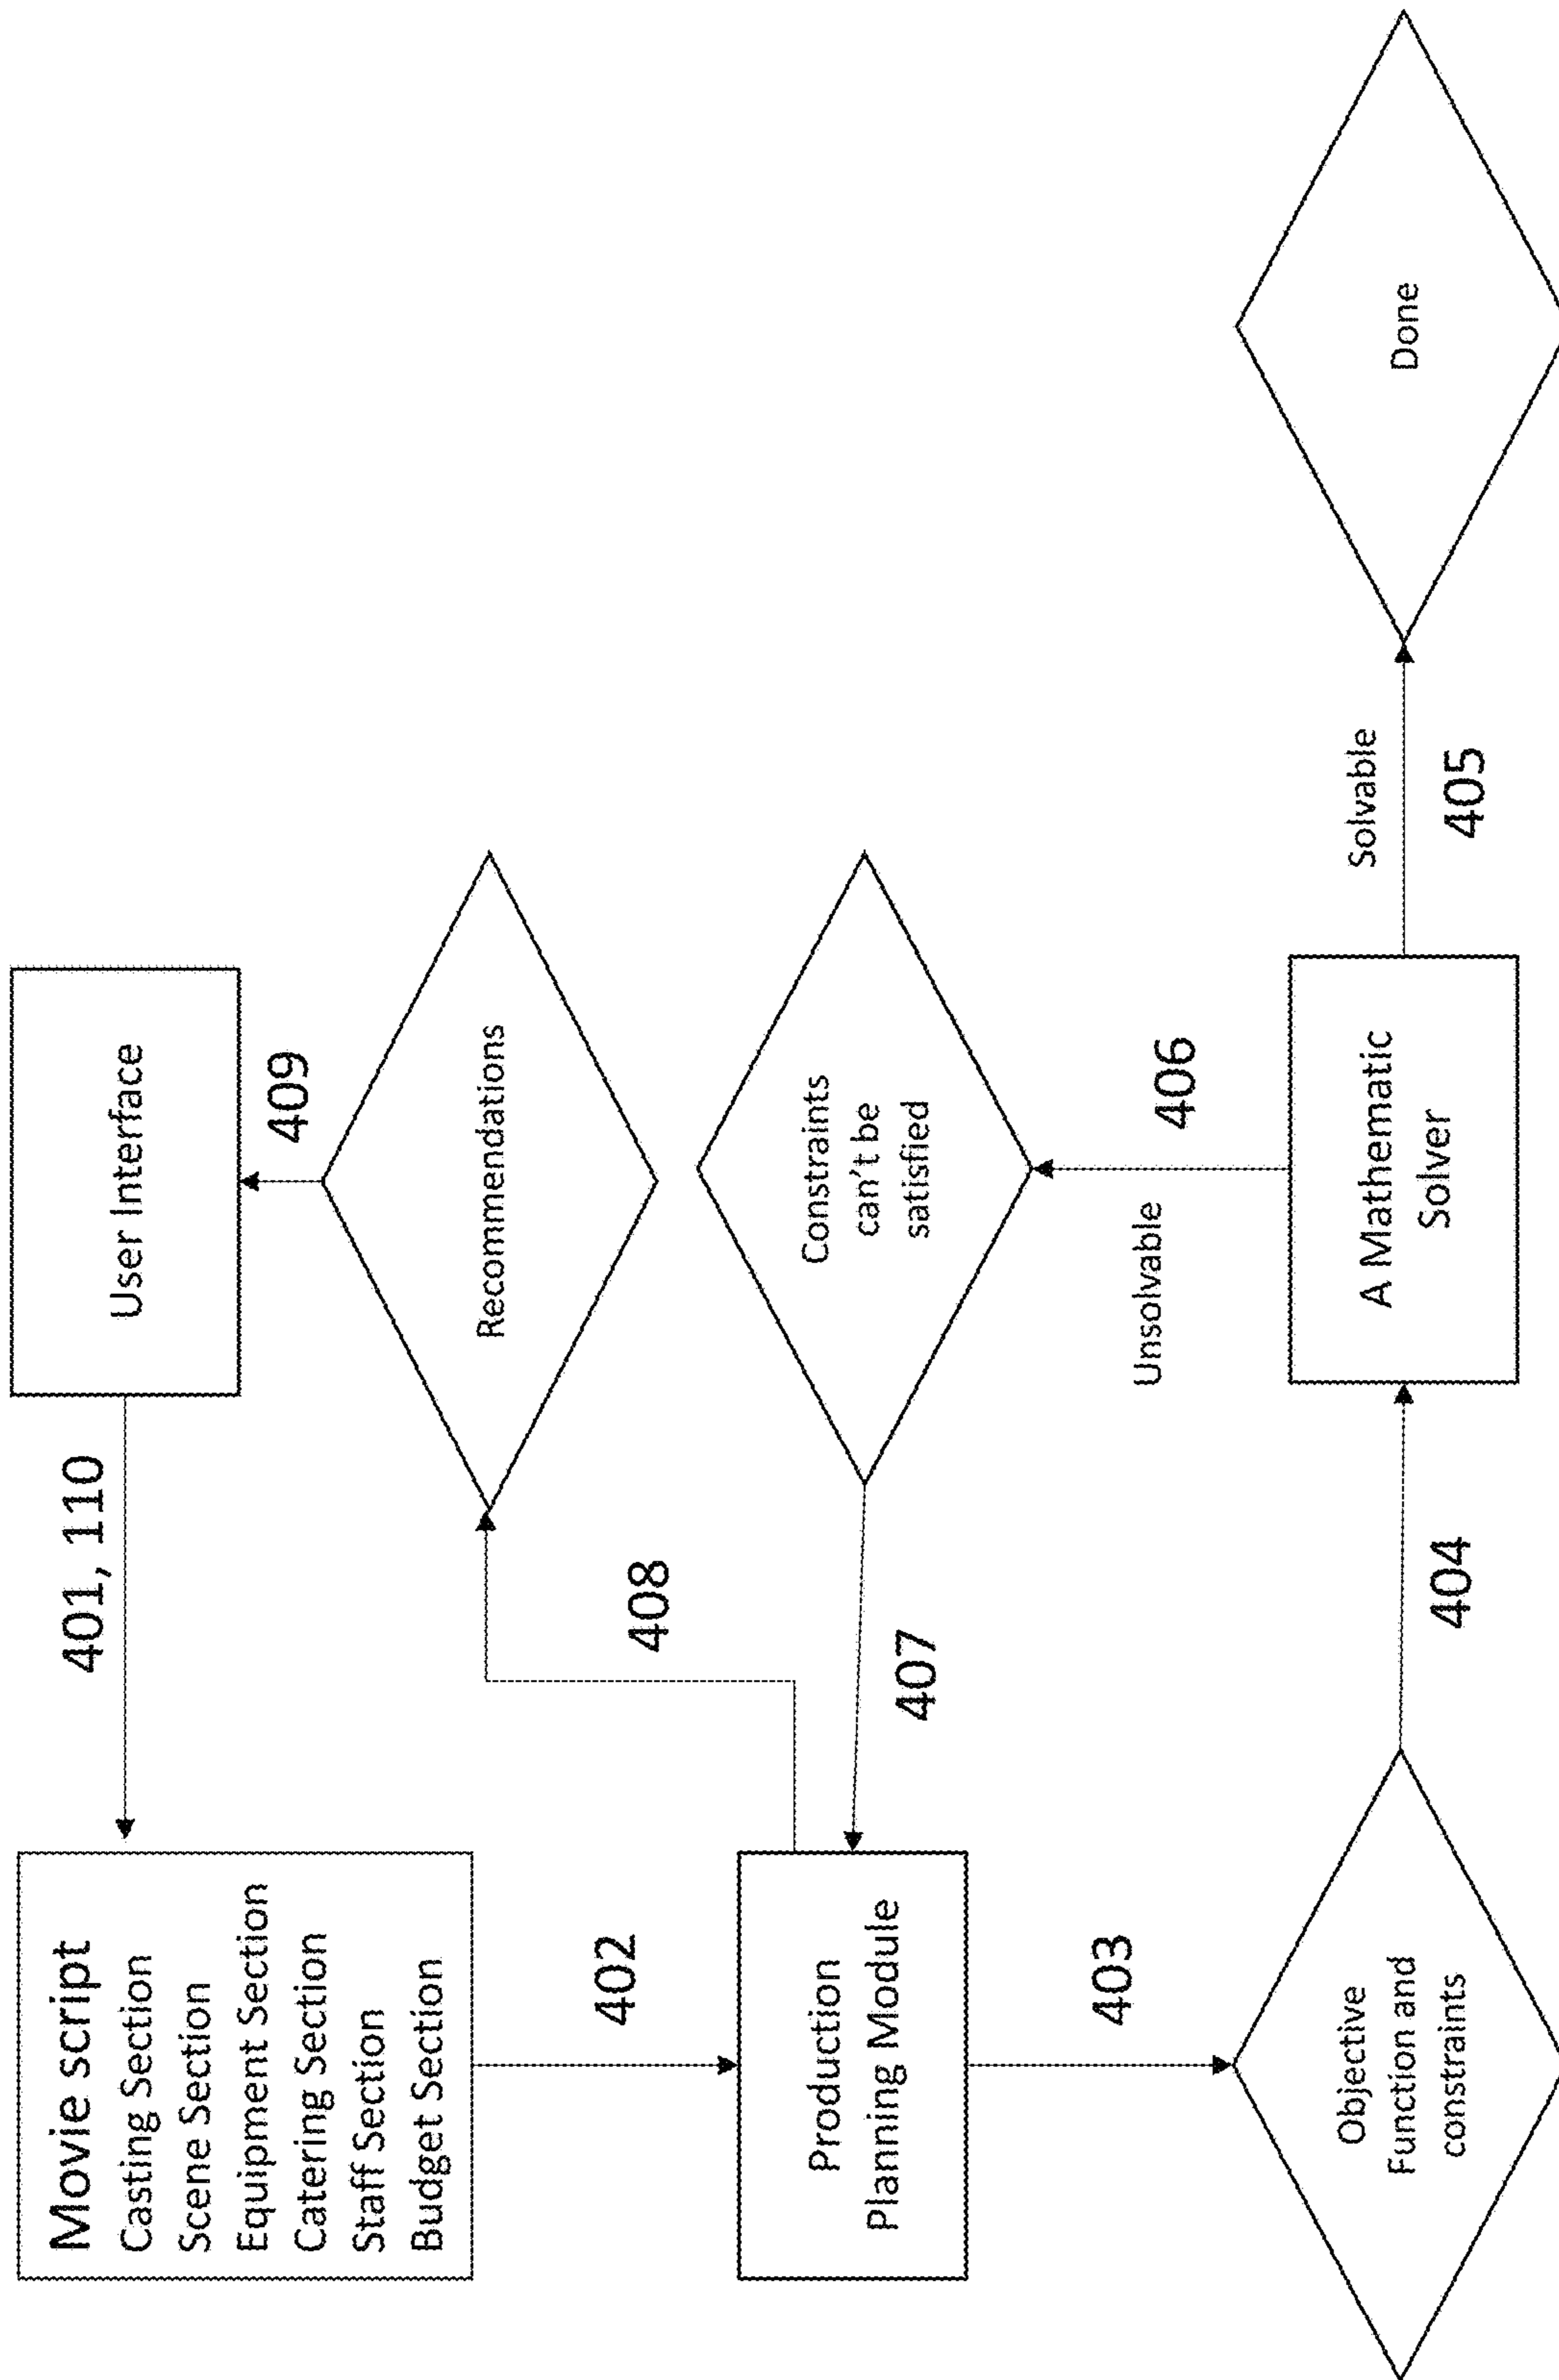 Movie script
Casting Section
Scene Section
Equipment Section
Catering Section
Staff Section
Budget Section
401, 110
User Interface
409
Recommendations
408
402
Production
Planning Module
407
Constraints
can't be
satisfied
403
Unsolvable
406
Objective
Function and
constraints
404
A Mathematic
Solver
Solvable
405
Done